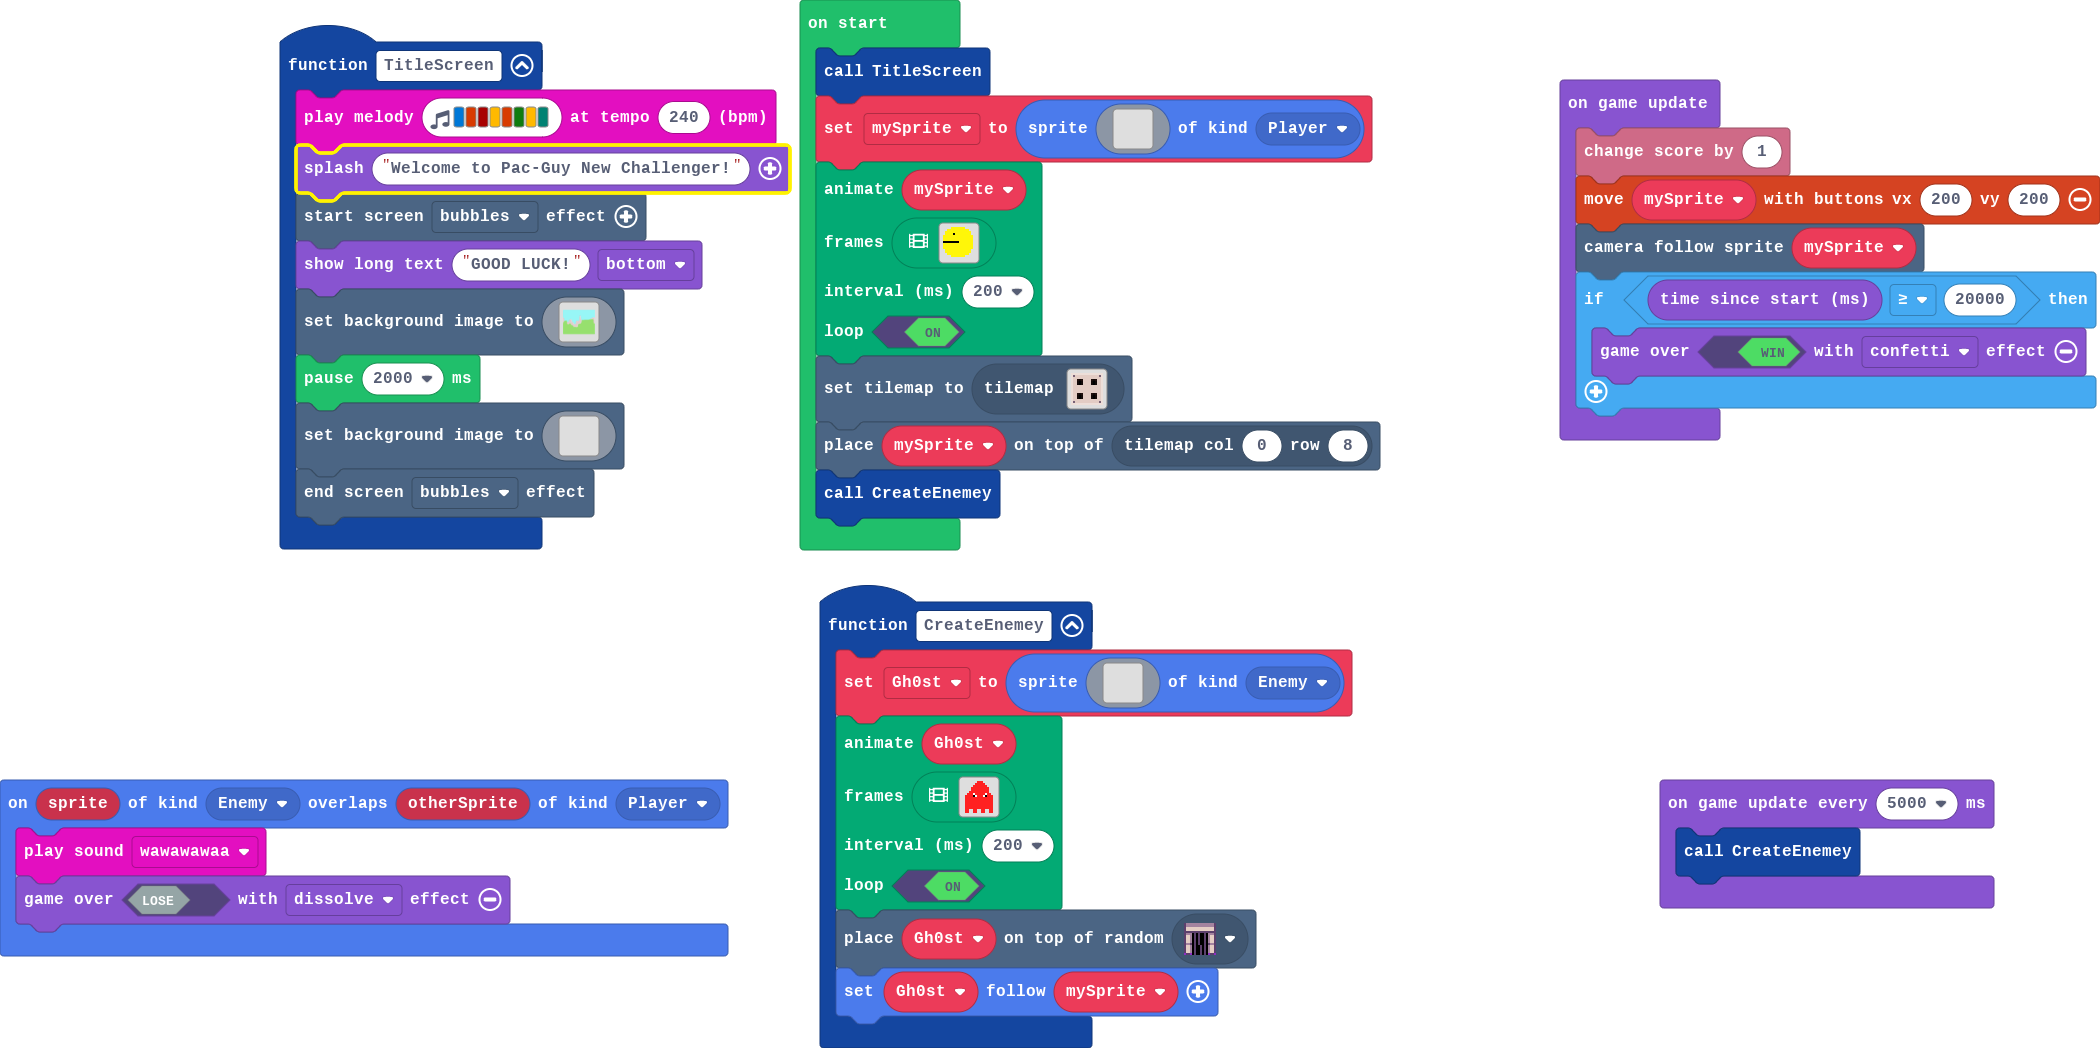 function TitleScreen
play melody at tempo 240 (bpm)
splash "Welcome to Pac-Guy New Challenger!"
start screen bubbles effect
show long text "GOOD LUCK!" bottom
set background image to
pause 2000 ms
set background image to
end screen bubbles effect
on start
call TitleScreen
set mySprite to sprite of kind Player
animate mySprite
frames
interval (ms) 200
loop ON
set tilemap to tilemap
place mySprite on top of tilemap col 0 row 8
call CreateEnemey
on game update
change score by 1
move mySprite with buttons vx 200 vy 200
camera follow sprite mySprite
if time since start (ms) ≥ 20000 then
game over WIN with confetti effect
function CreateEnemey
set Gh0st to sprite of kind Enemy
animate Gh0st
frames
interval (ms) 200
loop ON
place Gh0st on top of random
set Gh0st follow mySprite
on sprite of kind Enemy overlaps otherSprite of kind Player
play sound wawawawaa
game over LOSE with dissolve effect
on game update every 5000 ms
call CreateEnemey